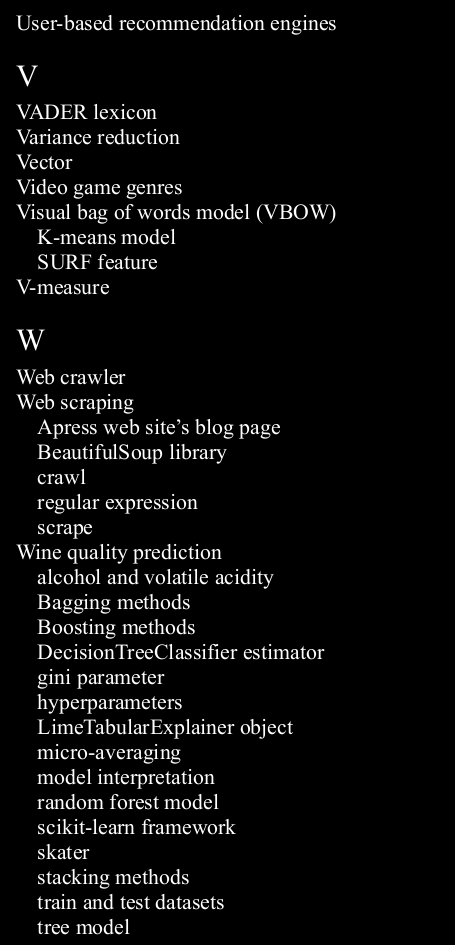 User-based recommendation engines
V
VADER lexicon
Variance reduction
Vector
Video game genres
Visual bag of words model (VBOW)
K-means model
SURF feature
V-measure
W
Web crawler
Web scraping
Apress web site’s blog page
BeautifulSoup library
crawl
regular expression
scrape
Wine quality prediction
alcohol and volatile acidity
Bagging methods
Boosting methods
DecisionTreeClassifier estimator
gini parameter
hyperparameters
LimeTabularExplainer object
micro-averaging
model interpretation
random forest model
scikit-learn framework
skater
stacking methods
train and test datasets
tree model